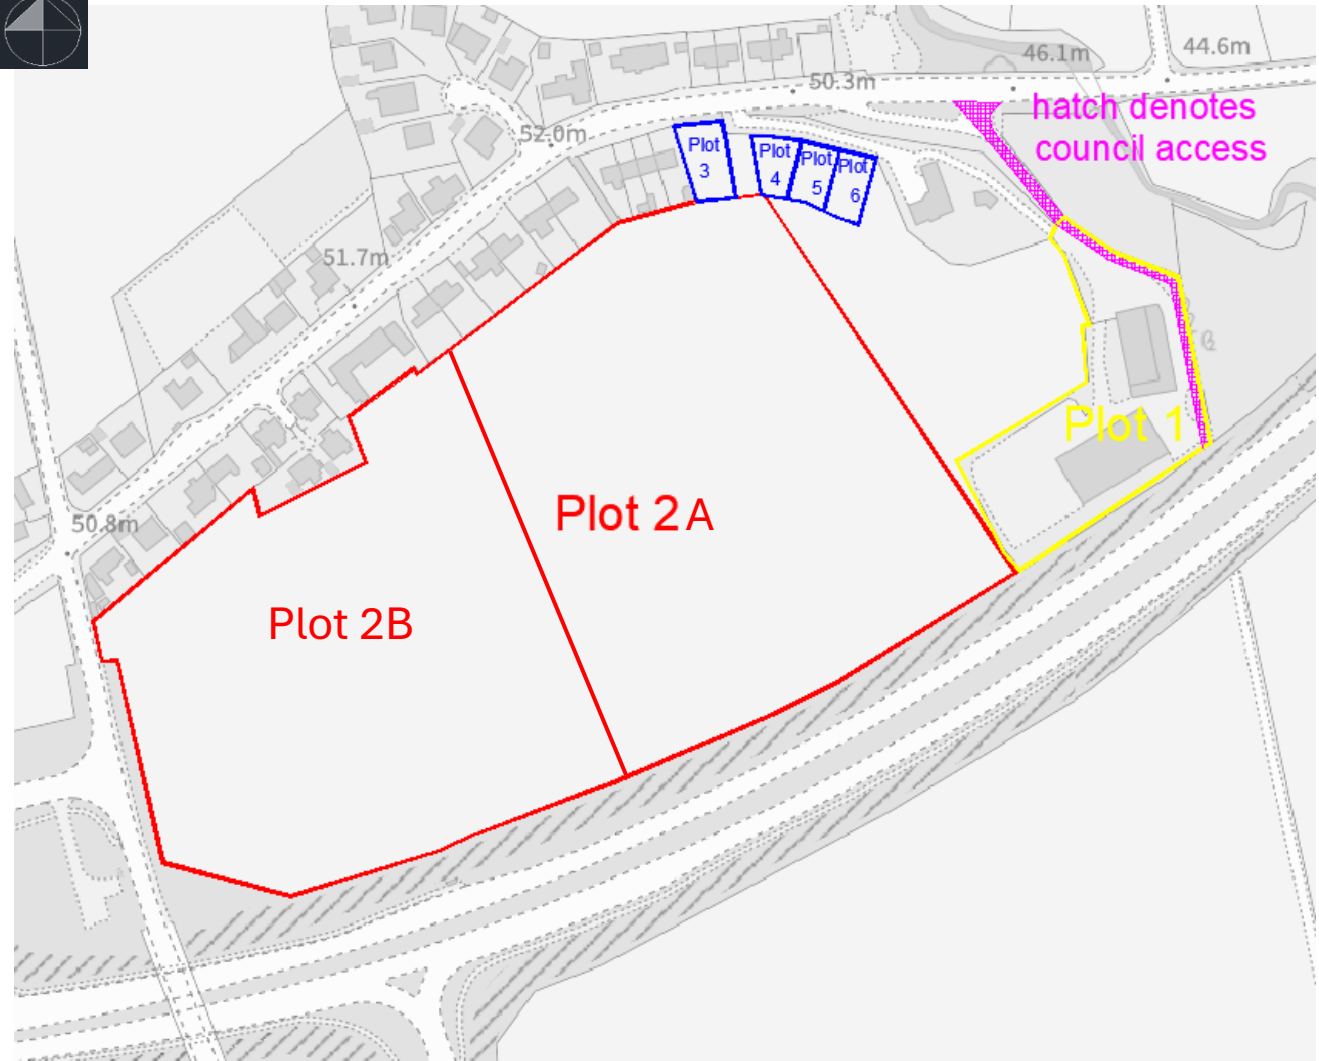 46.1m
44.6m
50.3m
hatch denotes
council access
52.0m
Plot
3
Plot
4
Plot
5
Plot
6
51.7m
Plot 1
50.8m
Plot 2A
Plot 2B